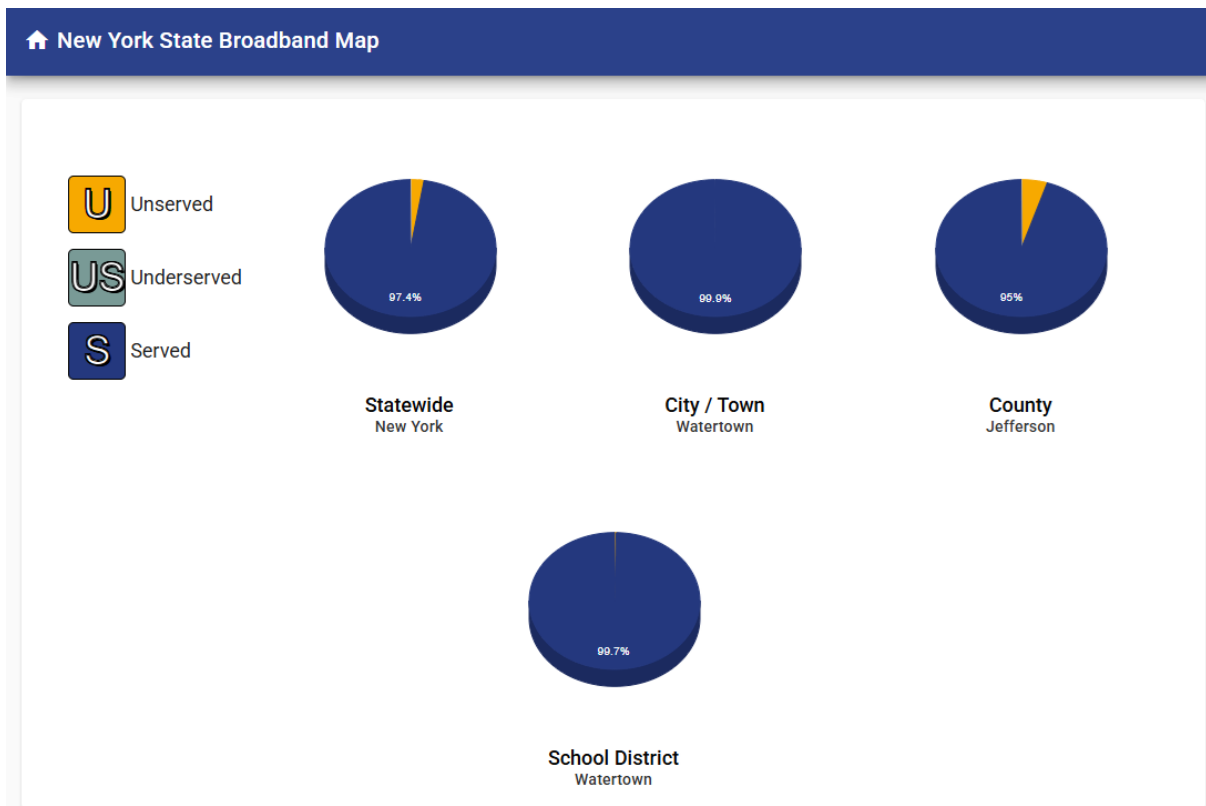 New York State Broadband Map
U Unserved
US Underserved
S Served
97.4%
99.9%
95%
Statewide
New York
City / Town
Watertown
County
Jefferson
99.7%
School District
Watertown